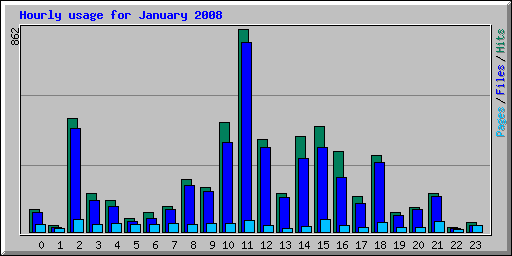 Hourly usage for January 2008
862
Pages/Files/Hits
0 1 2 3 4 5 6 7 8 9 10 11 12 13 14 15 16 17 18 19 20 21 22 23